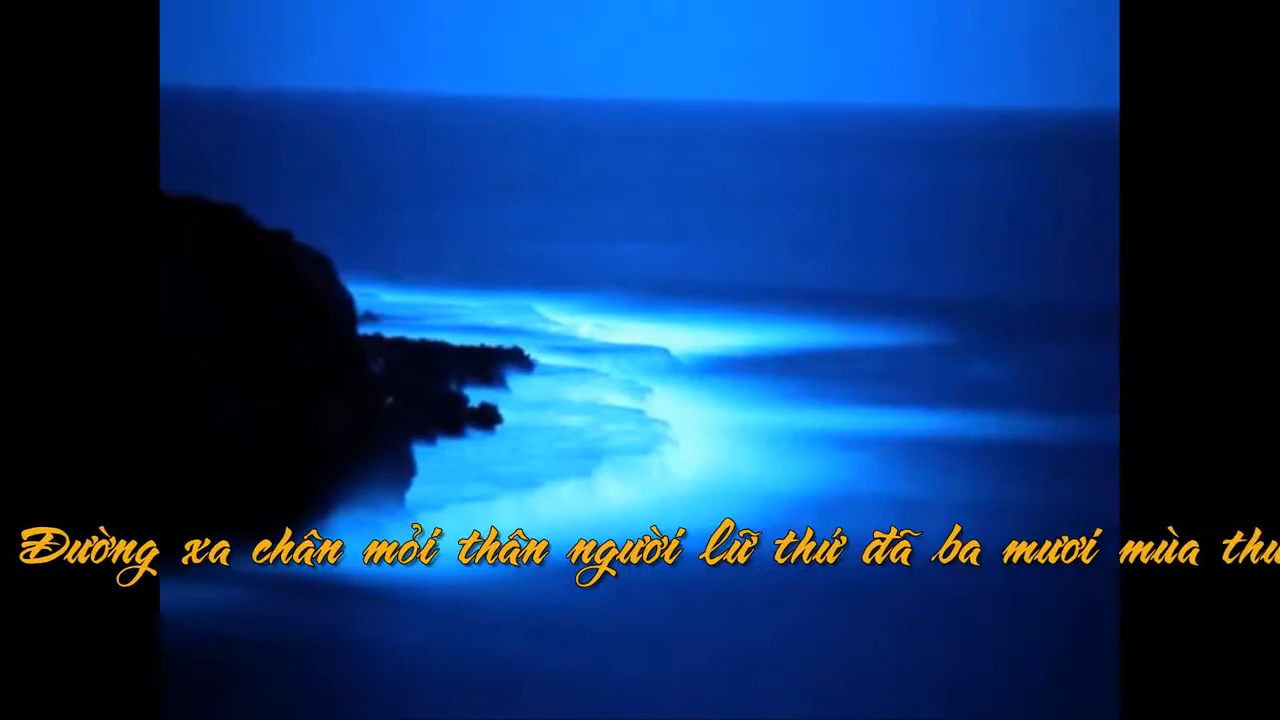 Đường xa chân mỏi thân người lữ thứ đã ba mươi mùa thu